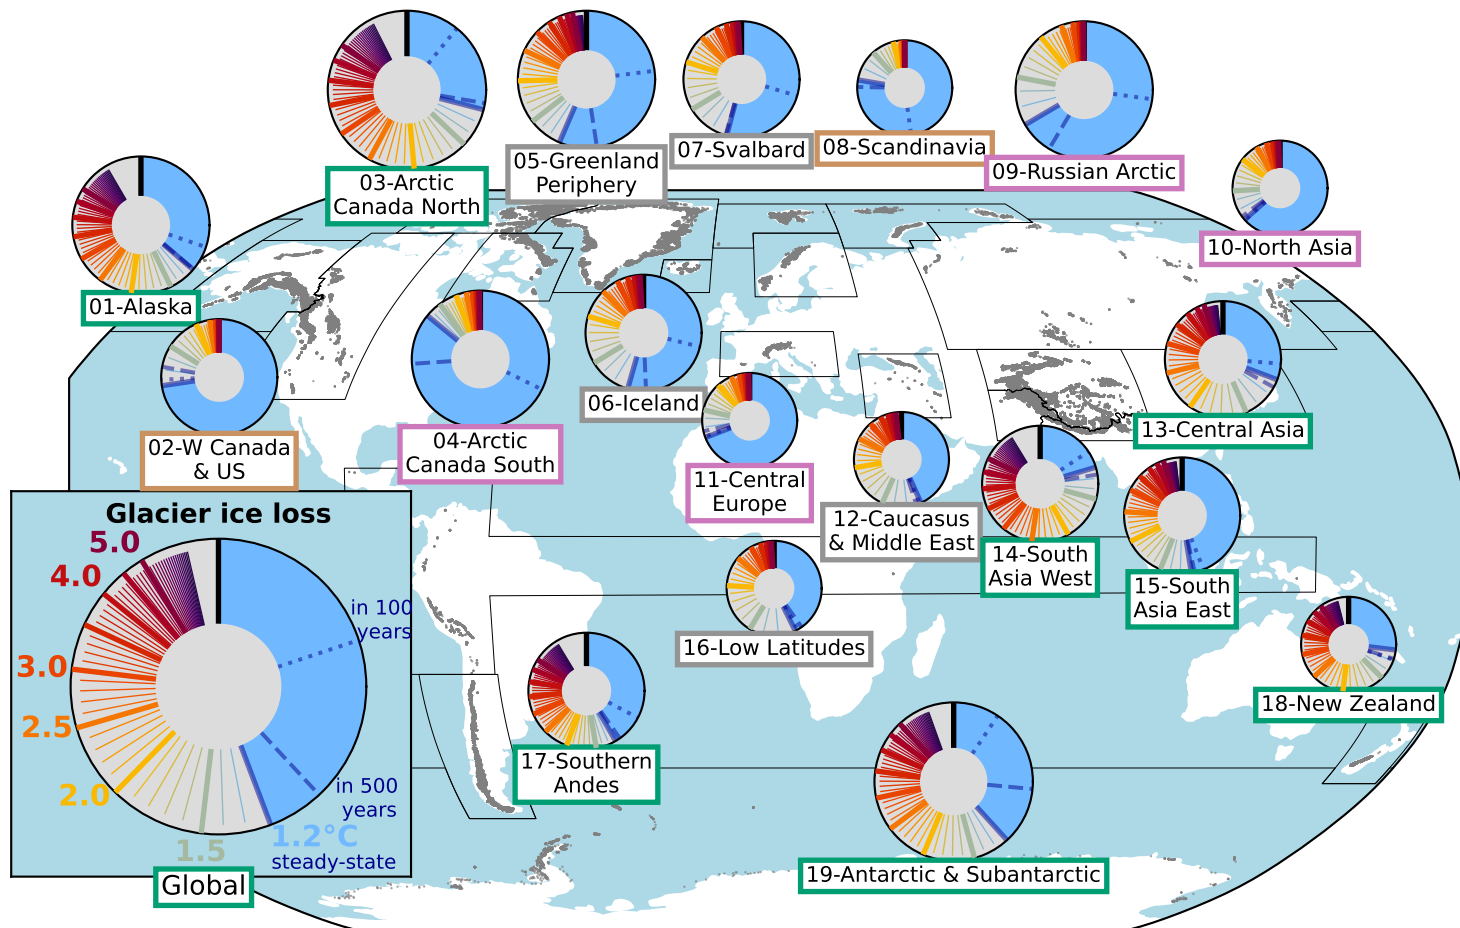 03-Arctic
Canada North
05-Greenland
Periphery
07-Svalbard
08-Scandinavia
09-Russian Arctic
10-North Asia
01-Alaska
02-W Canada
& US
04-Arctic
Canada South
06-Iceland
11-Central
Europe
12-Caucasus
& Middle East
13-Central Asia
14-South
Asia West
15-South
Asia East
16-Low Latitudes
17-Southern
Andes
18-New Zealand
19-Antarctic & Subantarctic
Glacier ice loss
5.0
4.0
3.0
2.5
2.0
1.5
in 100
years
in 500
years
1.2°C
steady-state
Global